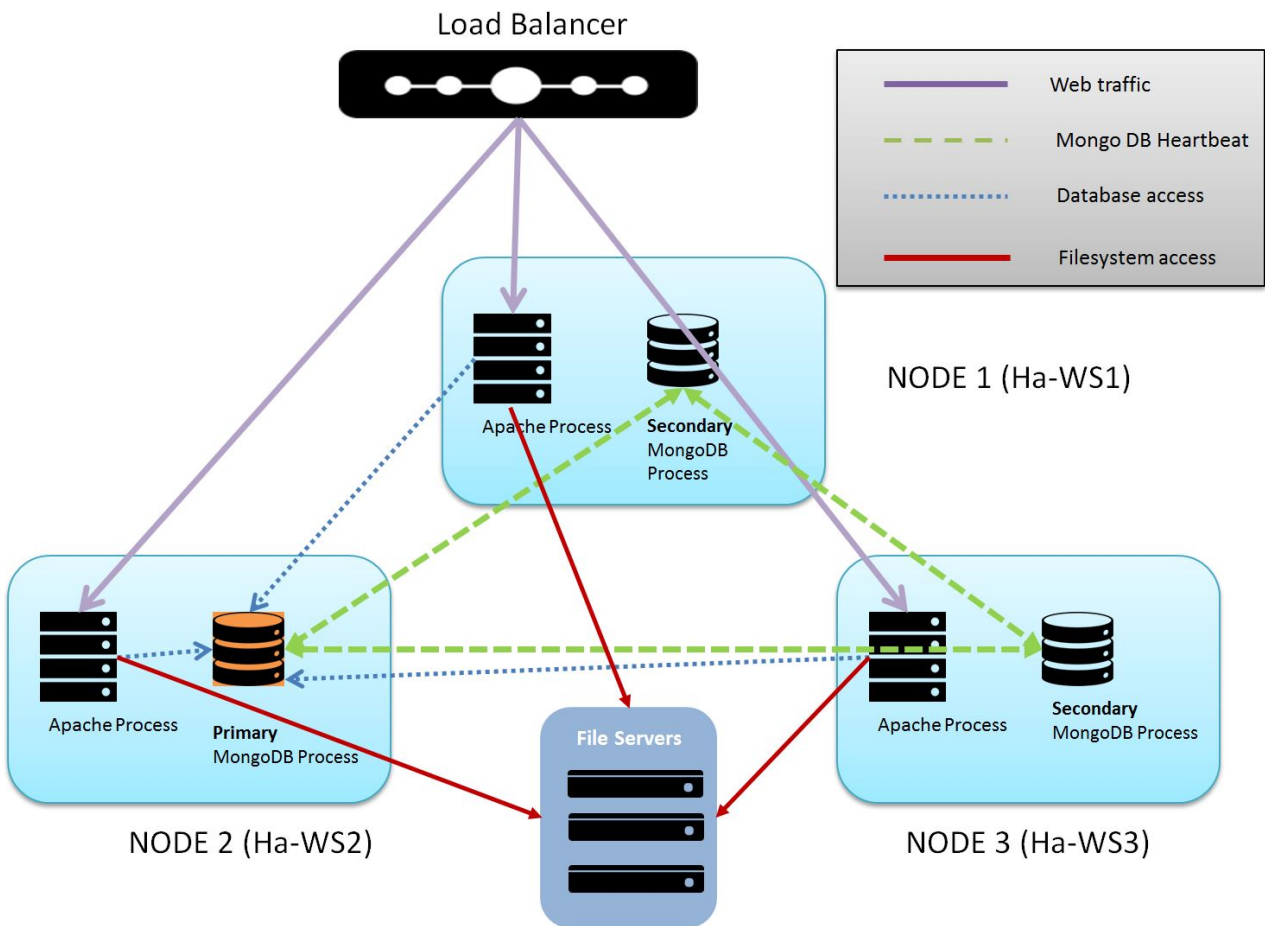 Load Balancer
Web traffic
Mongo DB Heartbeat
Database access
Filesystem access
NODE 1 (Ha-WS1)
Apache Process
Secondary
MongoDB
Process
Apache Process
Primary
MongoDB Process
NODE 2 (Ha-WS2)
File Servers
Apache Process
Secondary
MongoDB Process
NODE 3 (Ha-WS3)